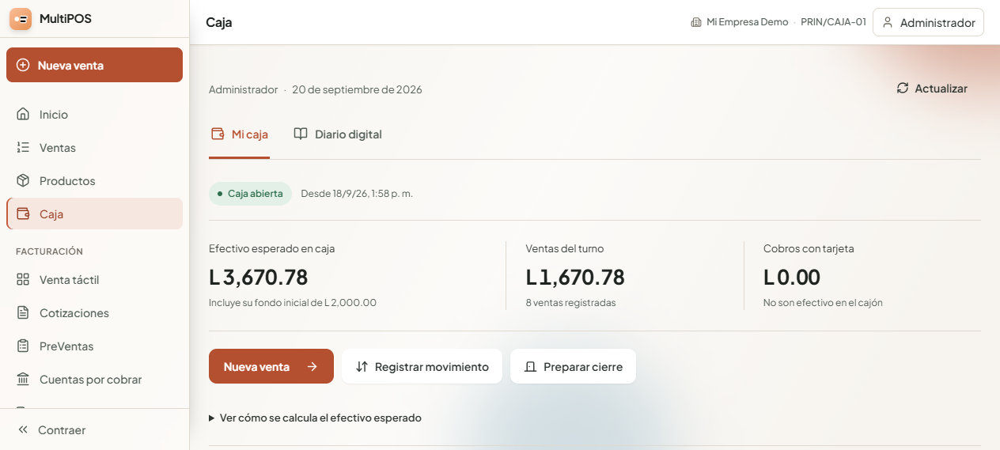 MultiPOS
Nueva venta
Inicio
Ventas
Productos
Caja
FACTURACIÓN
Venta táctil
Cotizaciones
PreVentas
Cuentas por cobrar
Contraer
Caja
Mi Empresa Demo · PRIN/CAJA-01
Administrador
Administrador · 20 de septiembre de 2026
Actualizar
Mi caja
Diario digital
Caja abierta
Desde 18/9/26, 1:58 p. m.
Efectivo esperado en caja
L 3,670.78
Incluye su fondo inicial de L 2,000.00
Ventas del turno
L 1,670.78
8 ventas registradas
Cobros con tarjeta
L 0.00
No son efectivo en el cajón
Nueva venta
Registrar movimiento
Preparar cierre
Ver cómo se calcula el efectivo esperado